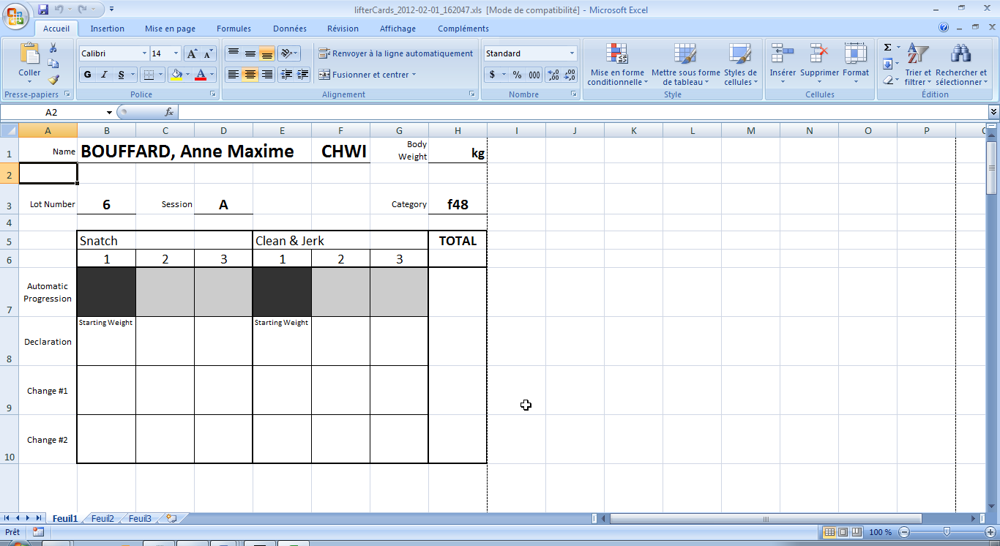 lifterCards_2012-02-01_162047.xls [Mode de compatibilité] - Microsoft Excel
Accueil Insertion Mise en page Formules Données Révision Affichage Compléments
Coller
Presse-papiers
Calibri 14
G I S
Police
Renvoyer à la ligne automatiquement
Fusionner et centrer
Alignement
Standard
$ % 000 ,00 ,00
Nombre
Mise en forme conditionnelle
Mettre sous forme de tableau
Styles de cellules
Style
Insérer Supprimer Format
Cellules
Σ
Trier et filtrer
Rechercher et sélectionner
Édition
A2 fx
A B C D E F G H I J K L M N O P
1 Name BOUFFARD, Anne Maxime CHWI Body Weight kg
2
3 Lot Number 6 Session A Category f48
4
5 Snatch Clean & Jerk TOTAL
6 1 2 3 1 2 3
7 Automatic Progression
8 Declaration Starting Weight Starting Weight
9 Change #1
10 Change #2
Feuil1 Feuil2 Feuil3
Prêt 100 %